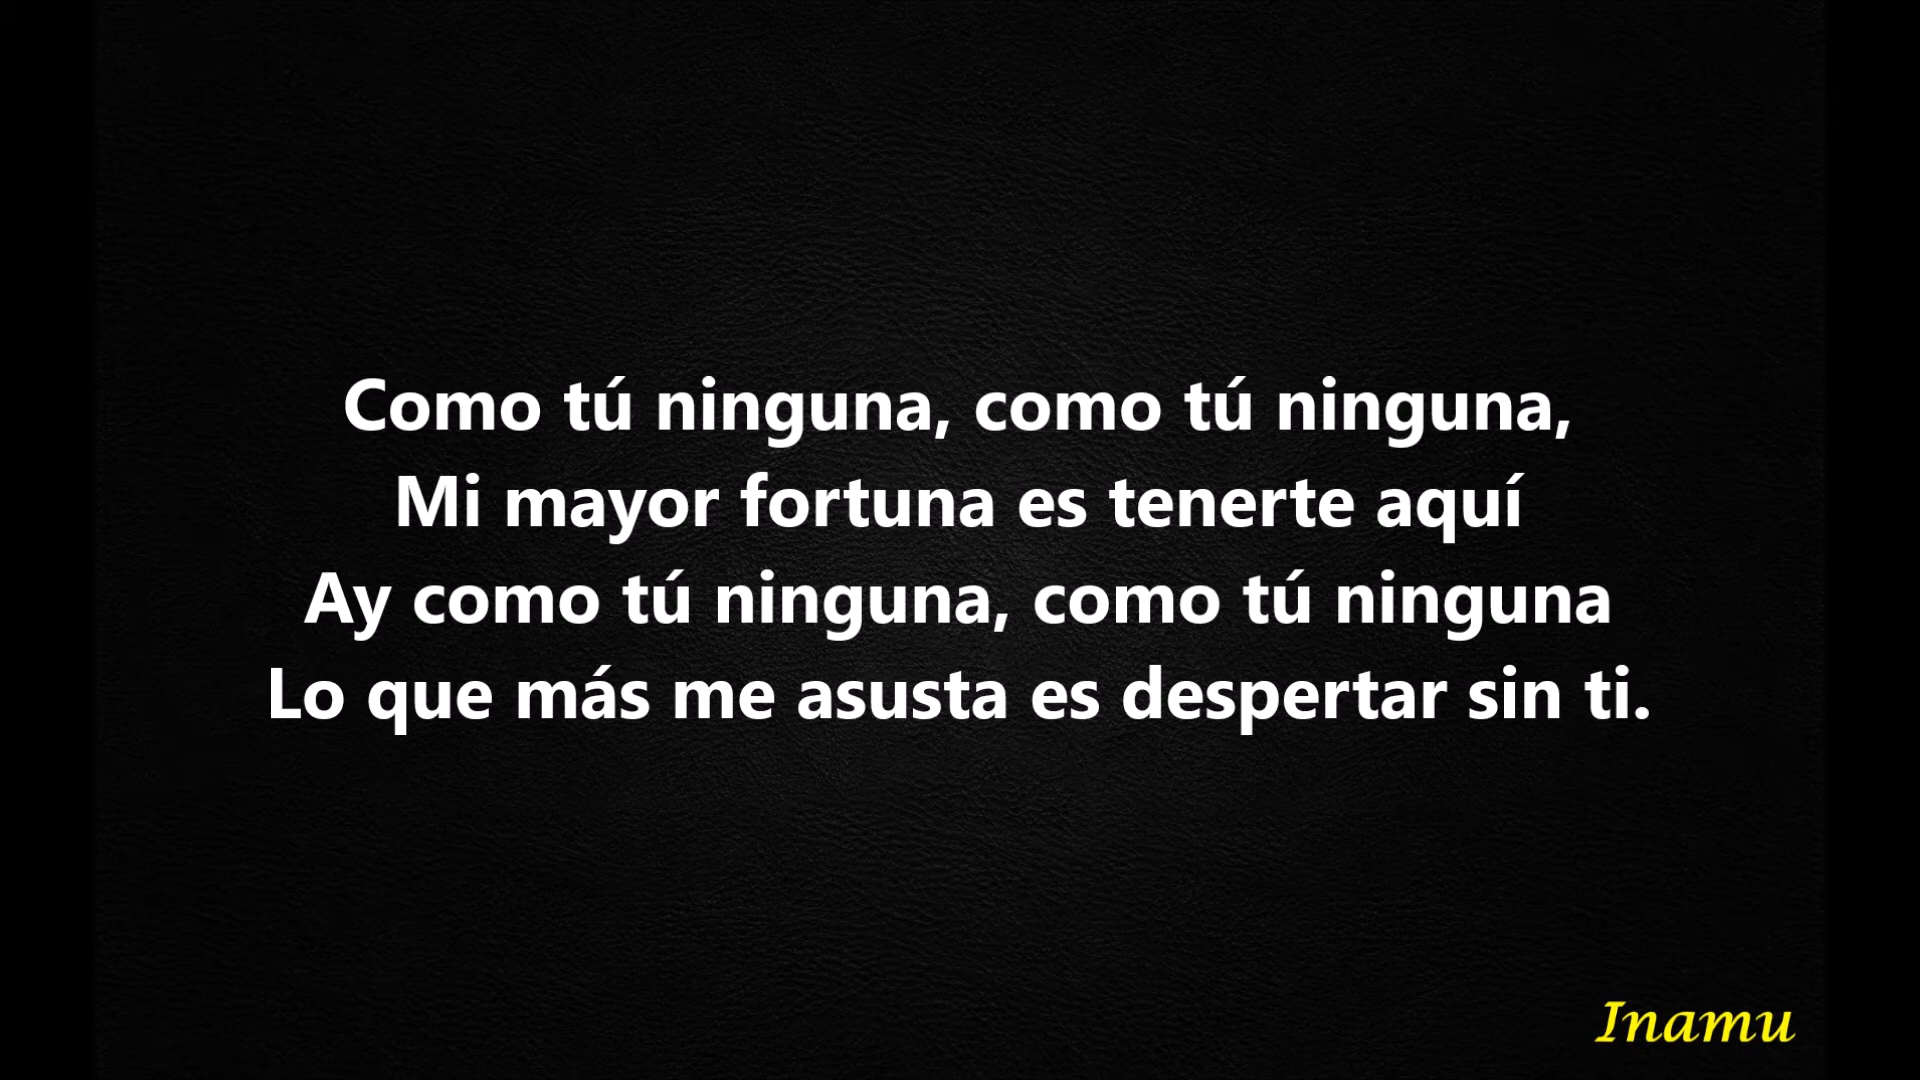 Como tú ninguna, como tú ninguna,
Mi mayor fortuna es tenerte aquí
Ay como tú ninguna, como tú ninguna
Lo que más me asusta es despertar sin ti.
Inamu